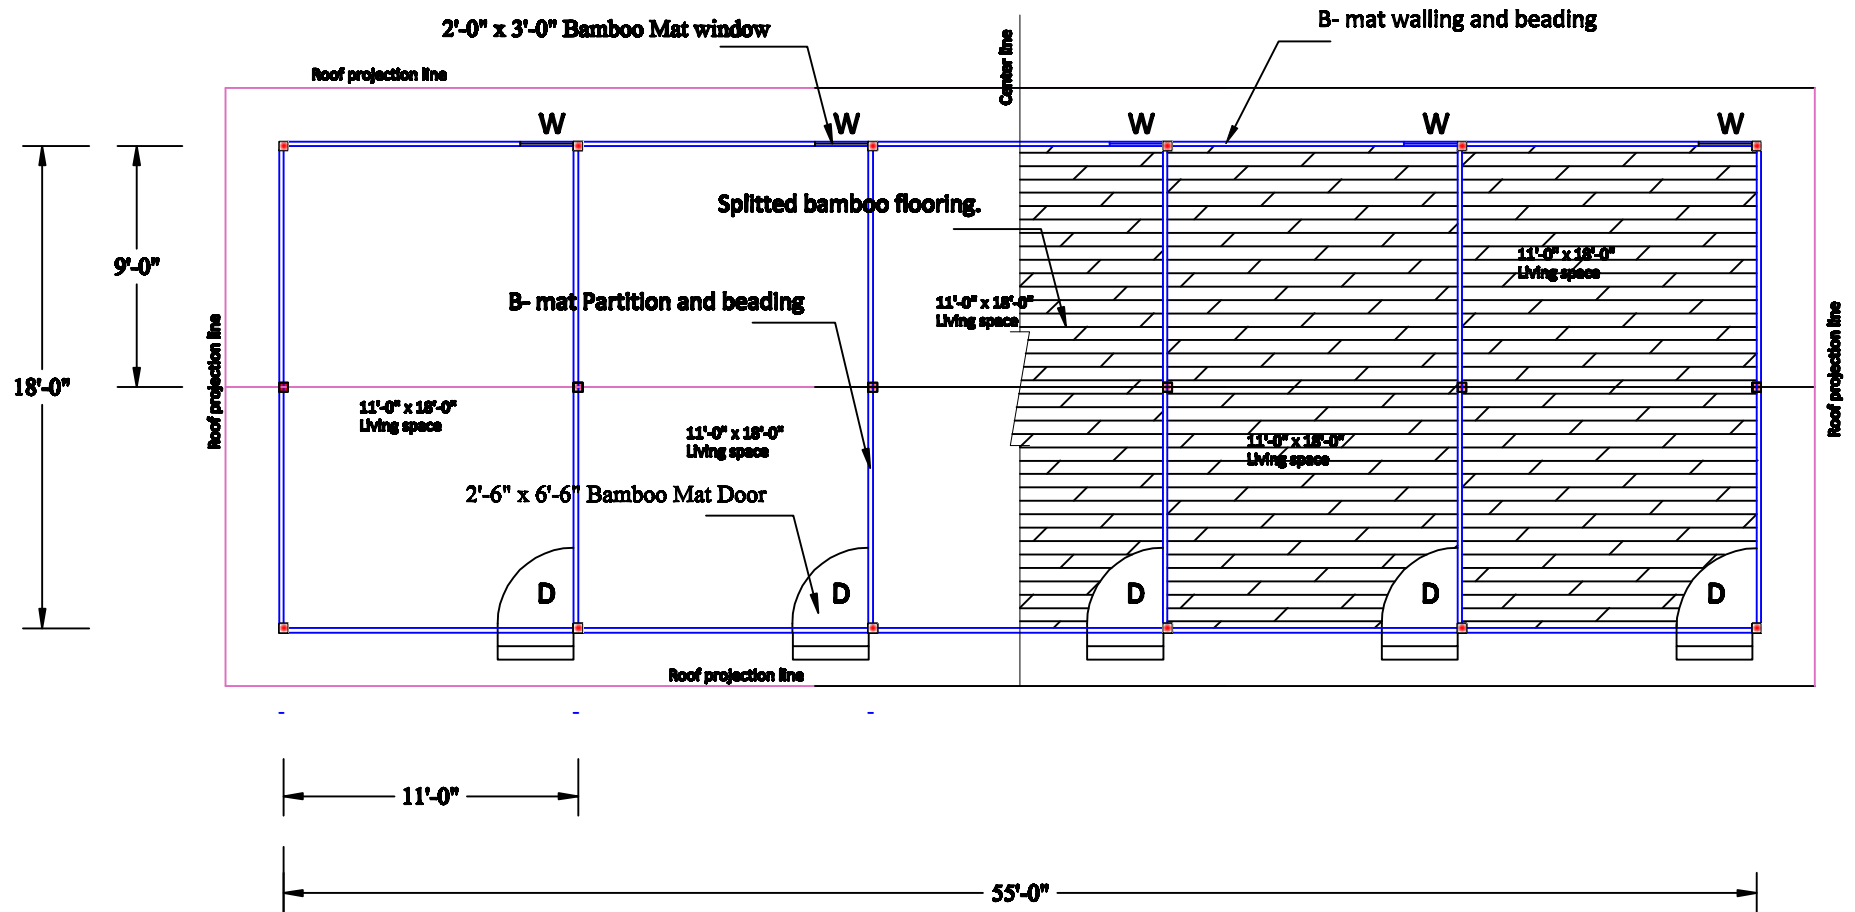 B- mat walling and beading
2'-0" x 3'-0" Bamboo Mat window
Center line
Roof projection line
W
W
W
W
W
Splitted bamboo flooring.
9'-0"
11'-0" x 18'-0"
Living space
B- mat Partition and beading
11'-0" x 18'-0"
Living space
Roof projection line
Roof projection line
18'-0"
11'-0" x 18'-0"
Living space
11'-0" x 18'-0"
Living space
11'-0" x 18'-0"
Living space
2'-6" x 6'-6" Bamboo Mat Door
D
D
D
D
D
Roof projection line
11'-0"
55'-0"